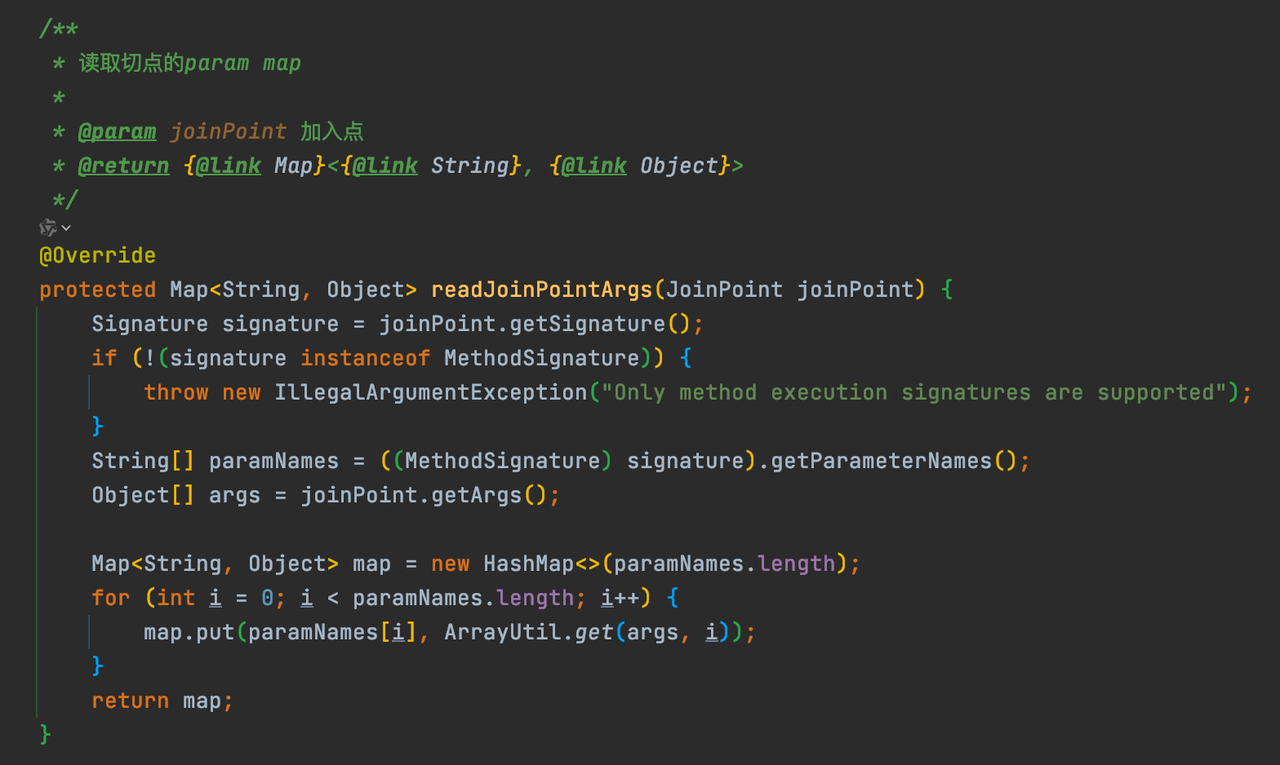 /**
 * 读取切点的param map
 *
 * @param joinPoint 加入点
 * @return {@link Map}<{@link String}, {@link Object}>
 */
@Override
protected Map<String, Object> readJoinPointArgs(JoinPoint joinPoint) {
    Signature signature = joinPoint.getSignature();
    if (!(signature instanceof MethodSignature)) {
        throw new IllegalArgumentException("Only method execution signatures are supported");
    }
    String[] paramNames = ((MethodSignature) signature).getParameterNames();
    Object[] args = joinPoint.getArgs();

    Map<String, Object> map = new HashMap<>(paramNames.length);
    for (int i = 0; i < paramNames.length; i++) {
        map.put(paramNames[i], ArrayUtil.get(args, i));
    }
    return map;
}